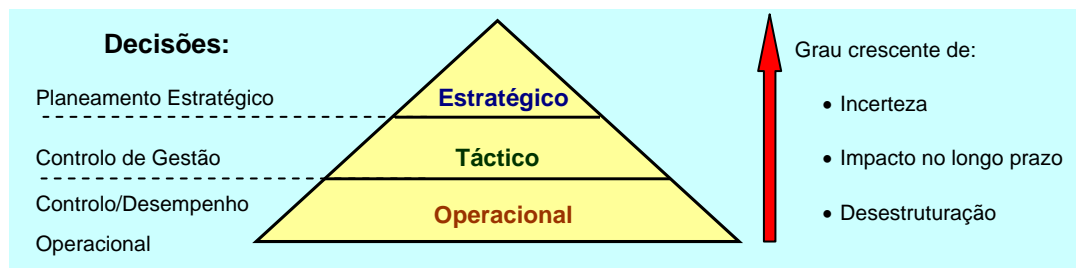 Decisões:
Planeamento Estratégico
Controlo de Gestão
Controlo/Desempenho
Operacional
Estratégico
Táctico
Operacional
Grau crescente de:
• Incerteza
• Impacto no longo prazo
• Desestruturação